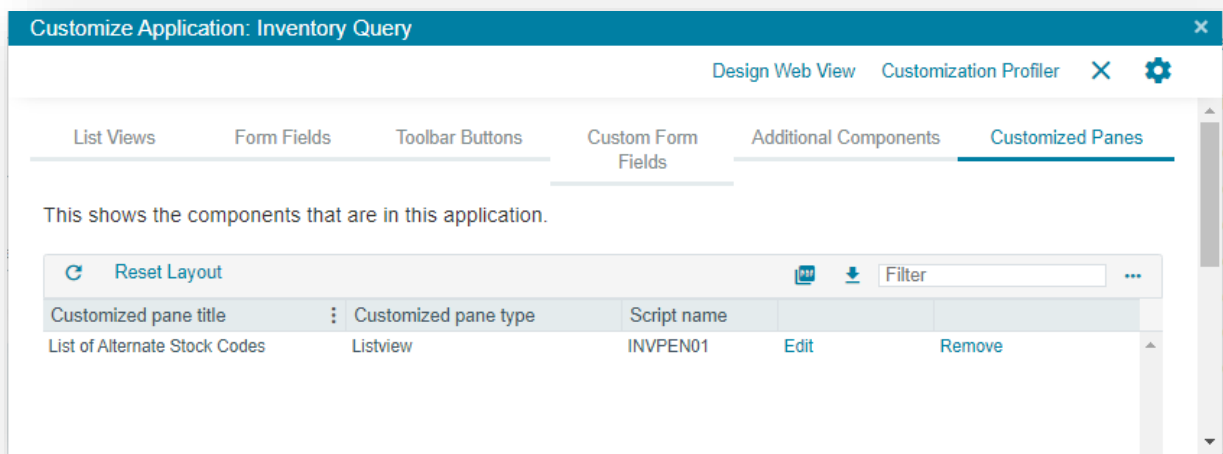 Customize Application: Inventory Query
Design Web View Customization Profiler
List Views Form Fields Toolbar Buttons Custom Form Fields Additional Components Customized Panes
This shows the components that are in this application.
Reset Layout PDF Filter
Customized pane title Customized pane type Script name
List of Alternate Stock Codes Listview INVPEN01 Edit Remove